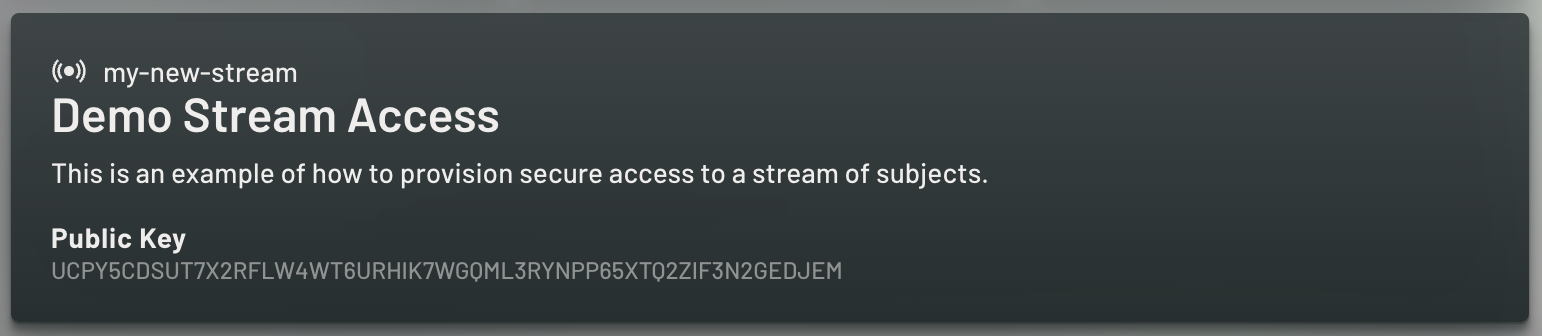 my-new-stream
Demo Stream Access
This is an example of how to provision secure access to a stream of subjects.
Public Key
UCPY5CDSUT7X2RFLW4WT6URHIK7WGQML3RYNPP65XTQ2ZIF3N2GEDJEM